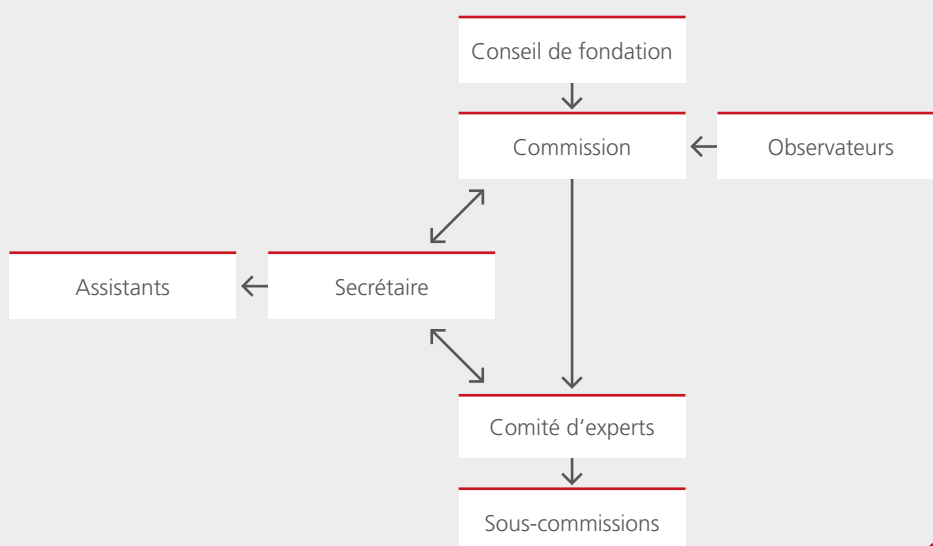 Conseil de fondation
Commission
Observateurs
Assistants
Secrétaire
Comité d’experts
Sous-commissions